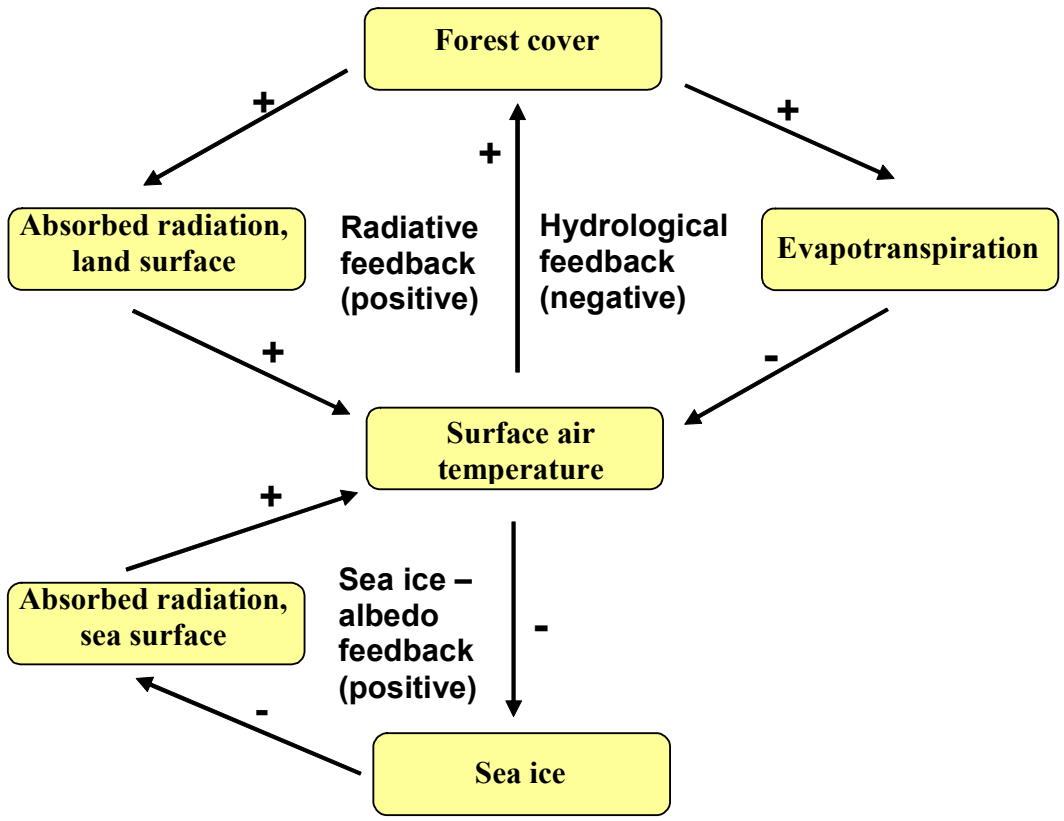 Forest cover
+
+
+
Absorbed radiation,
land surface
Radiative
feedback
(positive)
Hydrological
feedback
(negative)
Evapotranspiration
+
-
Surface air
temperature
+
Absorbed radiation,
sea surface
Sea ice –
albedo
feedback
(positive)
-
-
Sea ice